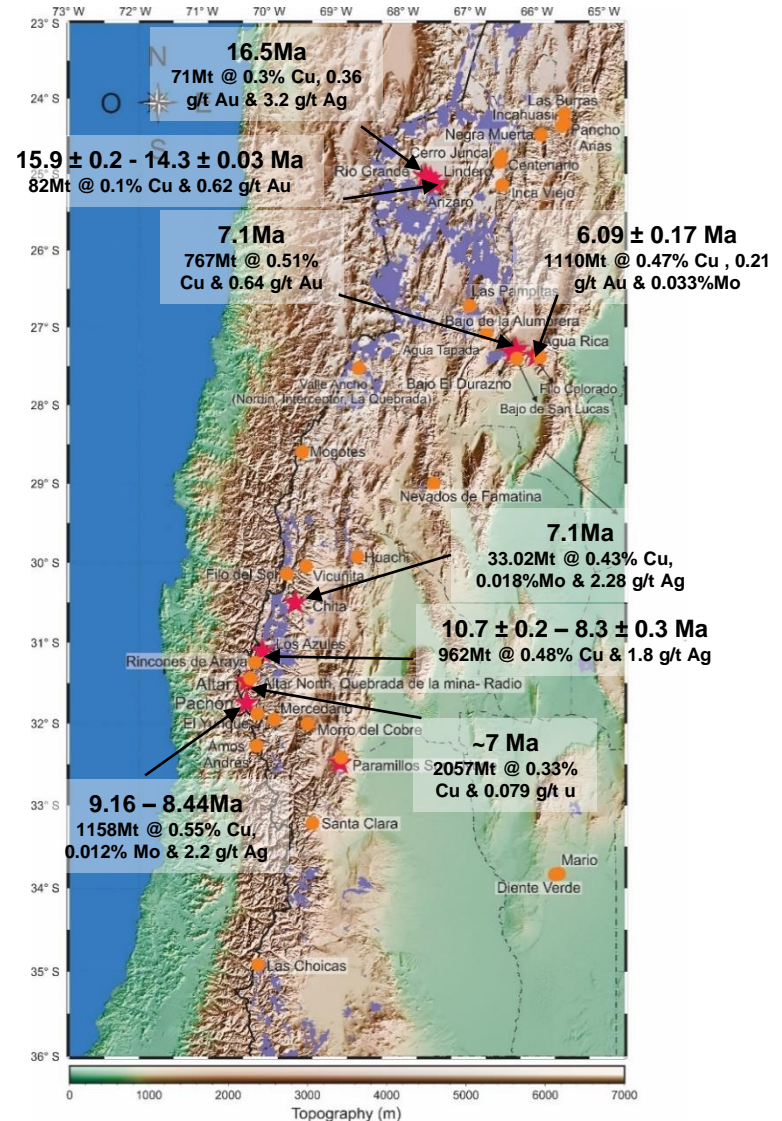 73° W 71° W 70° W 69° W 68° W 67° W 66° W 65° W
23° S
24° S
25° S
26° S
27° S
28° S
29° S
30° S
31° S
32° S
33° S
34° S
35° S
36° S
N
O E
S
16.5Ma
71Mt @ 0.3% Cu, 0.36
g/t Au & 3.2 g/t Ag
15.9 ± 0.2 - 14.3 ± 0.03 Ma
82Mt @ 0.1% Cu & 0.62 g/t Au
7.1Ma
767Mt @ 0.51%
Cu & 0.64 g/t Au
6.09 ± 0.17 Ma
1110Mt @ 0.47% Cu , 0.21
g/t Au & 0.033%Mo
Las Burras
Incahuasi
Negra Muerta
Pancho
Arias
Cerro Juncal
Centenario
Rio Grande
Lindero
Inca Viejo
Arizaro
Las Pampitas
Bajo de la Alumbrera
Agua Tapada
Agua Rica
Valle Ancho
(Nordin, Interceptor, La Quebrada)
Bajo El Durazno
Filo Colorado
Bajo de San Lucas
Mogotes
Nevados de Famatina
7.1Ma
33.02Mt @ 0.43% Cu,
0.018%Mo & 2.28 g/t Ag
Huachi
Filo del Sol
Vicuñita
Chita
10.7 ± 0.2 – 8.3 ± 0.3 Ma
962Mt @ 0.48% Cu & 1.8 g/t Ag
Los Azules
Rincones de Araya
Altar
Altar North, Quebrada de la mina- Radio
Pachon
Mercedario
El Yunque
Morro del Cobre
Amos
Andrés
Paramillos S
~7 Ma
2057Mt @ 0.33%
Cu & 0.079 g/t u
9.16 – 8.44Ma
1158Mt @ 0.55% Cu,
0.012% Mo & 2.2 g/t Ag
Santa Clara
Mario
Diente Verde
Las Choicas
0 1000 2000 3000 4000 5000 6000 7000
Topography (m)